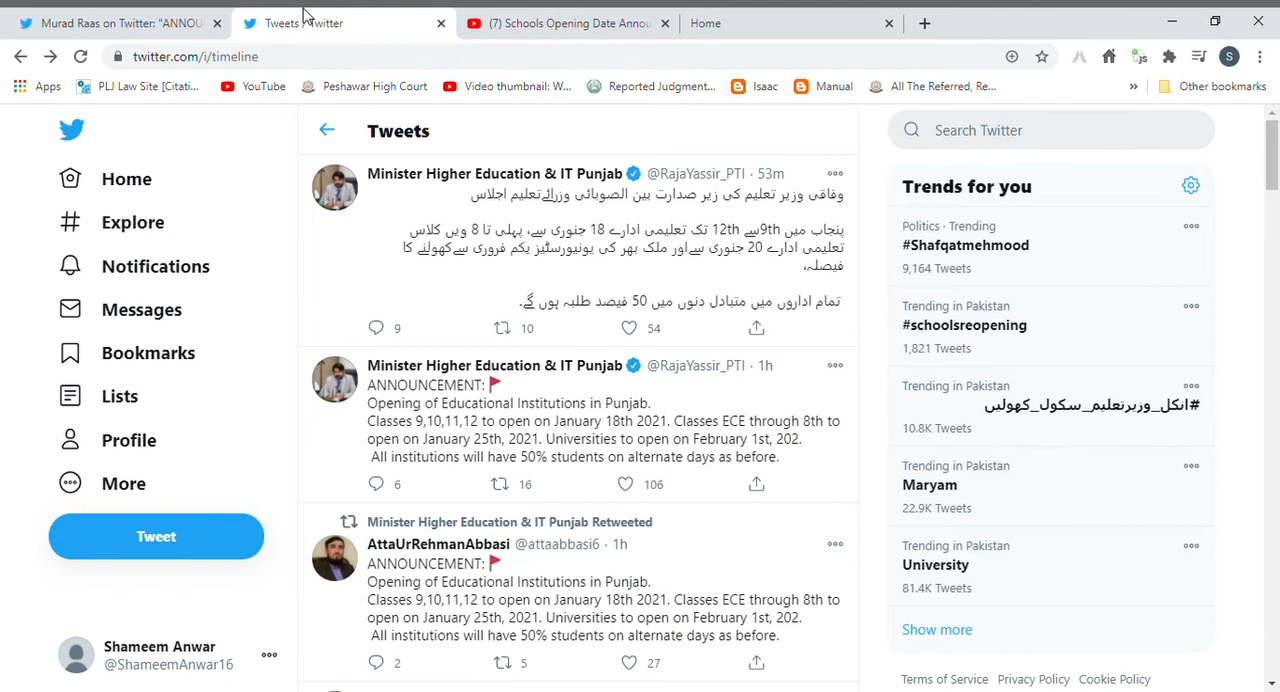 Murad Raas on Twitter: "ANNOU
Tweets / Twitter
(7) Schools Opening Date Annou
Home
twitter.com/i/timeline
S
Apps
PLJ Law Site [Citati...
YouTube
Peshawar High Court
Video thumbnail: W...
Reported Judgment...
Isaac
Manual
All The Referred, Re...
Other bookmarks
Home
Explore
Notifications
Messages
Bookmarks
Lists
Profile
More
Tweet
Shameem Anwar
@ShameemAnwar16
Tweets
Minister Higher Education & IT Punjab @RajaYassir_PTI · 53m
وفاقی وزیر تعلیم کی زیر صدارت بین الصوبائی وزرائےتعلیم اجلاس
پنجاب میں 9thسے 12th تک تعلیمی ادارے 18 جنوری سے، پہلی تا 8 ویں کلاس
تعلیمی ادارے 20 جنوری سےاور ملک بھر کی یونیورسٹیز یکم فروری سےکھولنے کا
فیصلہ،
تمام اداروں میں متبادل دنوں میں 50 فیصد طلبہ ہوں گے۔
9 10 54
Minister Higher Education & IT Punjab @RajaYassir_PTI · 1h
ANNOUNCEMENT:
Opening of Educational Institutions in Punjab.
Classes 9,10,11,12 to open on January 18th 2021. Classes ECE through 8th to
open on January 25th, 2021. Universities to open on February 1st, 202.
All institutions will have 50% students on alternate days as before.
6 16 106
Minister Higher Education & IT Punjab Retweeted
AttaUrRehmanAbbasi @attaabbasi6 · 1h
ANNOUNCEMENT:
Opening of Educational Institutions in Punjab.
Classes 9,10,11,12 to open on January 18th 2021. Classes ECE through 8th to
open on January 25th, 2021. Universities to open on February 1st, 202.
All institutions will have 50% students on alternate days as before.
2 5 27
Search Twitter
Trends for you
Politics · Trending
#Shafqatmehmood
9,164 Tweets
Trending in Pakistan
#schoolsreopening
1,821 Tweets
Trending in Pakistan
#انکل_وزیرتعلیم_سکول_کھولیں
10.8K Tweets
Trending in Pakistan
Maryam
22.9K Tweets
Trending in Pakistan
University
81.4K Tweets
Show more
Terms of Service Privacy Policy Cookie Policy